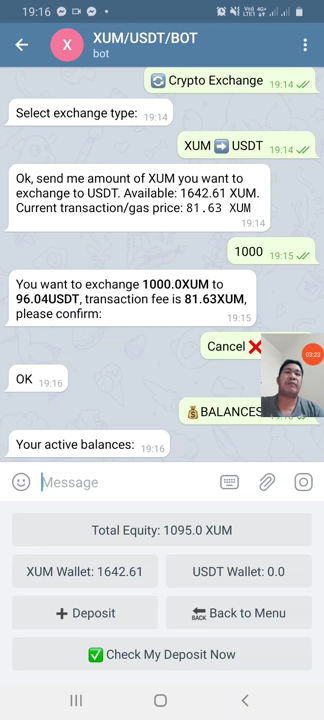 19:16
Vo))
LTE1
4G+
X
XUM/USDT/BOT
bot
Crypto Exchange
19:14
Select exchange type:
19:14
XUM ➡ USDT
19:14
Ok, send me amount of XUM you want to
exchange to USDT. Available: 1642.61 XUM.
Current transaction/gas price: 81.63 XUM
19:14
1000
19:15
You want to exchange 1000.0XUM to
96.04USDT, transaction fee is 81.63XUM,
please confirm:
19:15
Cancel ❌
03:23
OK
19:16
💰BALANCES
Your active balances:
19:16
Message
Total Equity: 1095.0 XUM
XUM Wallet: 1642.61
USDT Wallet: 0.0
+ Deposit
BACK
Back to Menu
✅ Check My Deposit Now